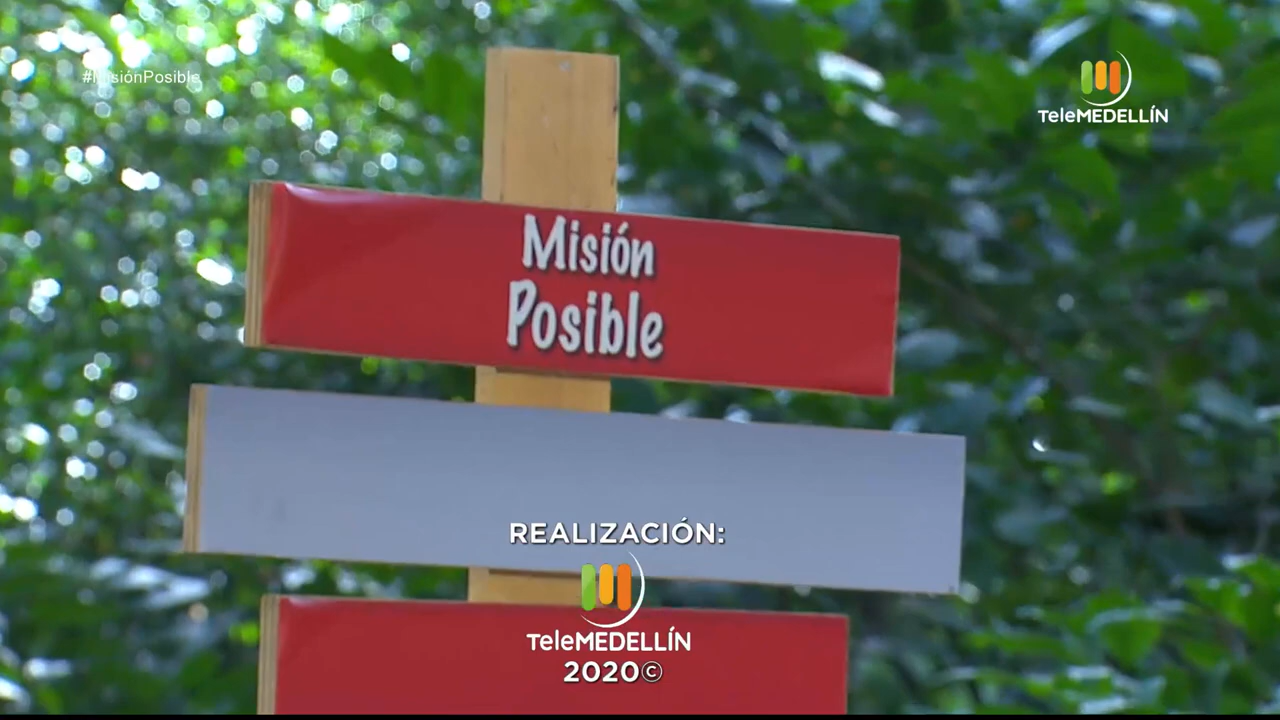 #MisiónPosible
TeleMEDELLÍN
Misión
Posible
REALIZACIÓN:
TeleMEDELLÍN
2020©